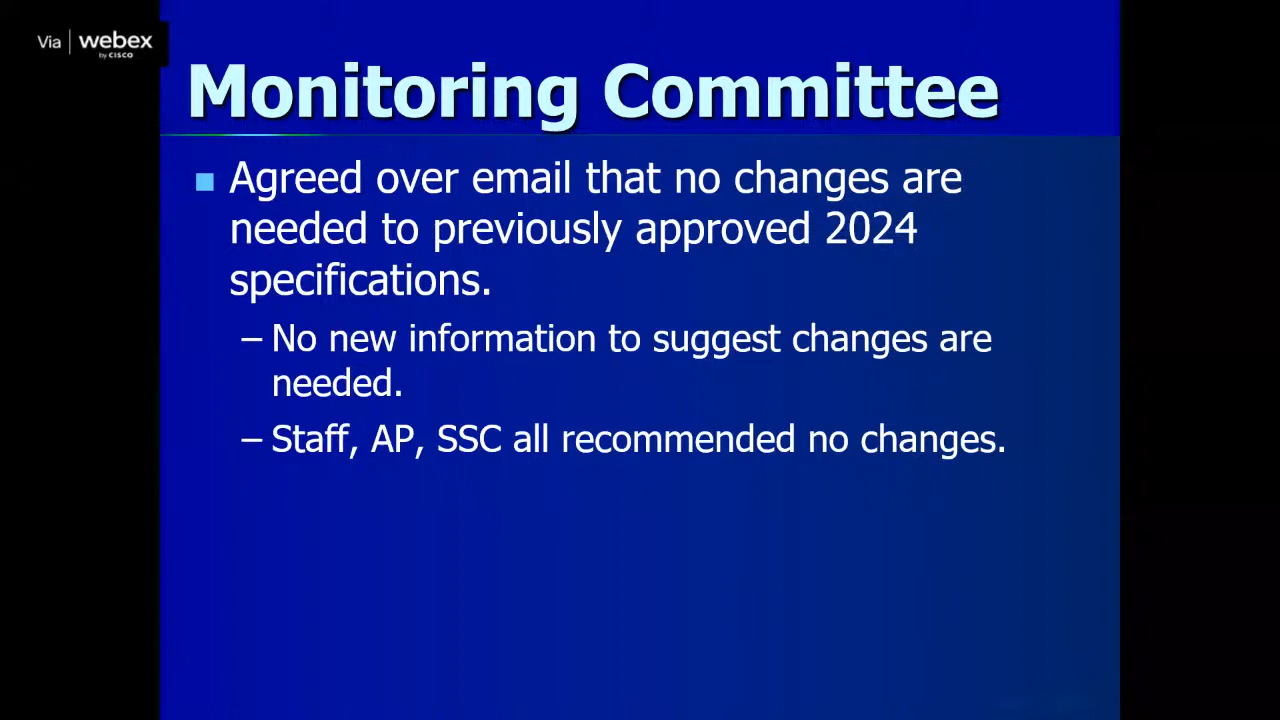 Via webex
by CISCO
Monitoring Committee
Agreed over email that no changes are
needed to previously approved 2024
specifications.
– No new information to suggest changes are
needed.
– Staff, AP, SSC all recommended no changes.